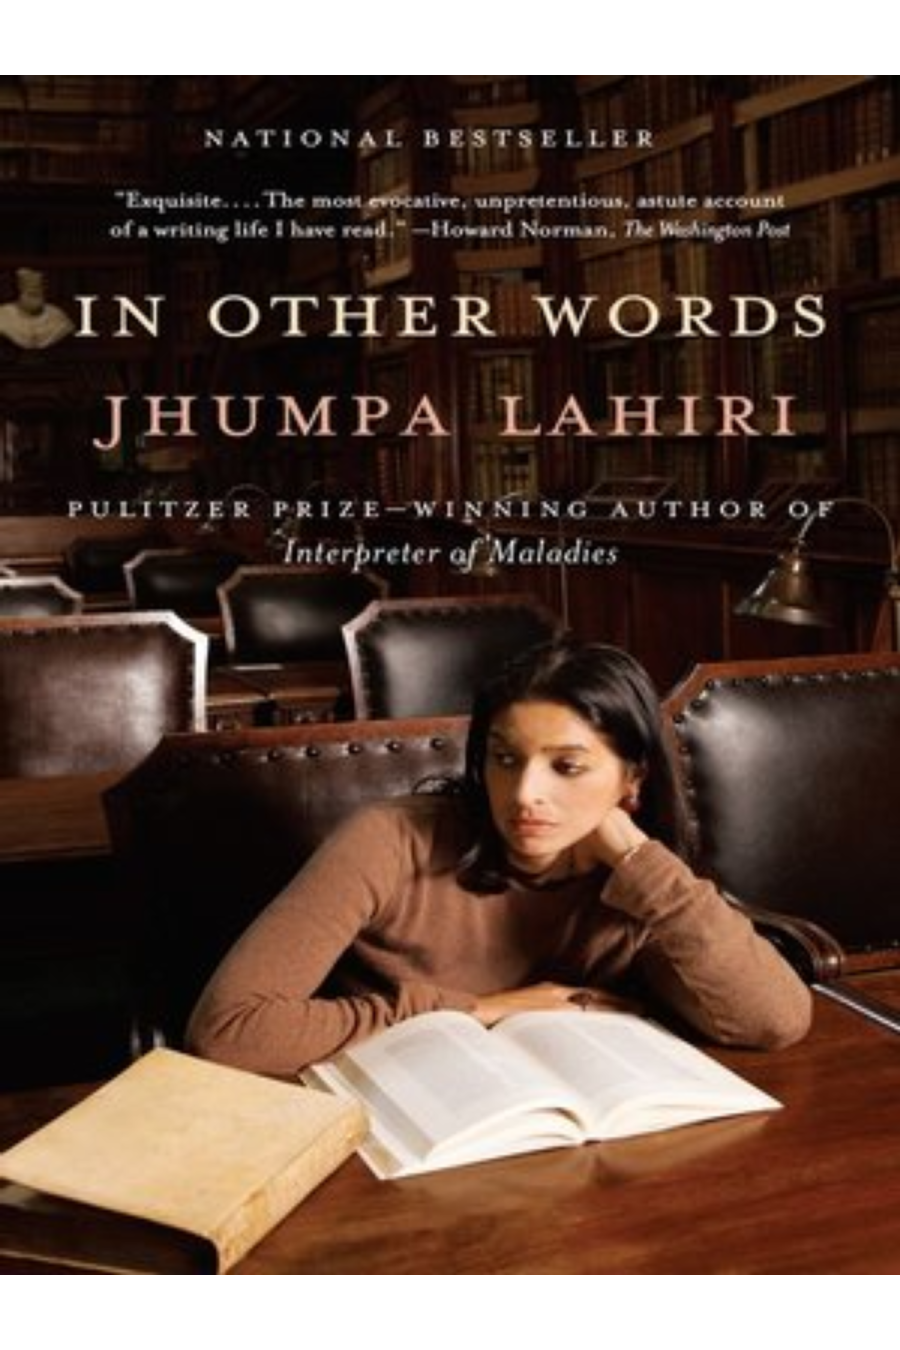 NATIONAL BESTSELLER
"Exquisite.... The most evocative, unpretentious, astute account
of a writing life I have read." —Howard Norman, The Washington Post
IN OTHER WORDS
JHUMPA LAHIRI
PULITZER PRIZE–WINNING AUTHOR OF
Interpreter of Maladies